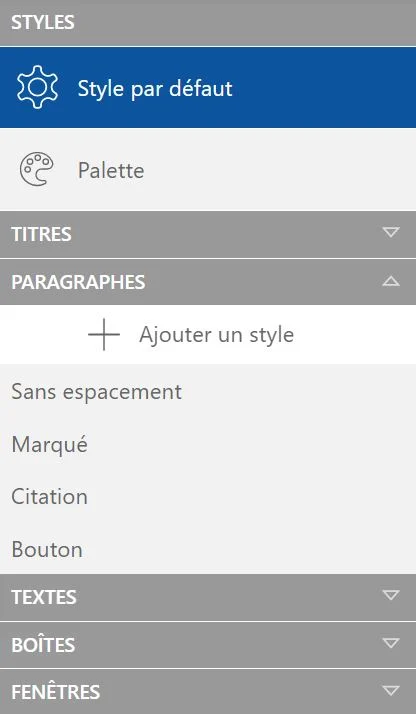 STYLES
Style par défaut
Palette
TITRES
PARAGRAPHES
Ajouter un style
Sans espacement
Marqué
Citation
Bouton
TEXTES
BOÎTES
FENÊTRES